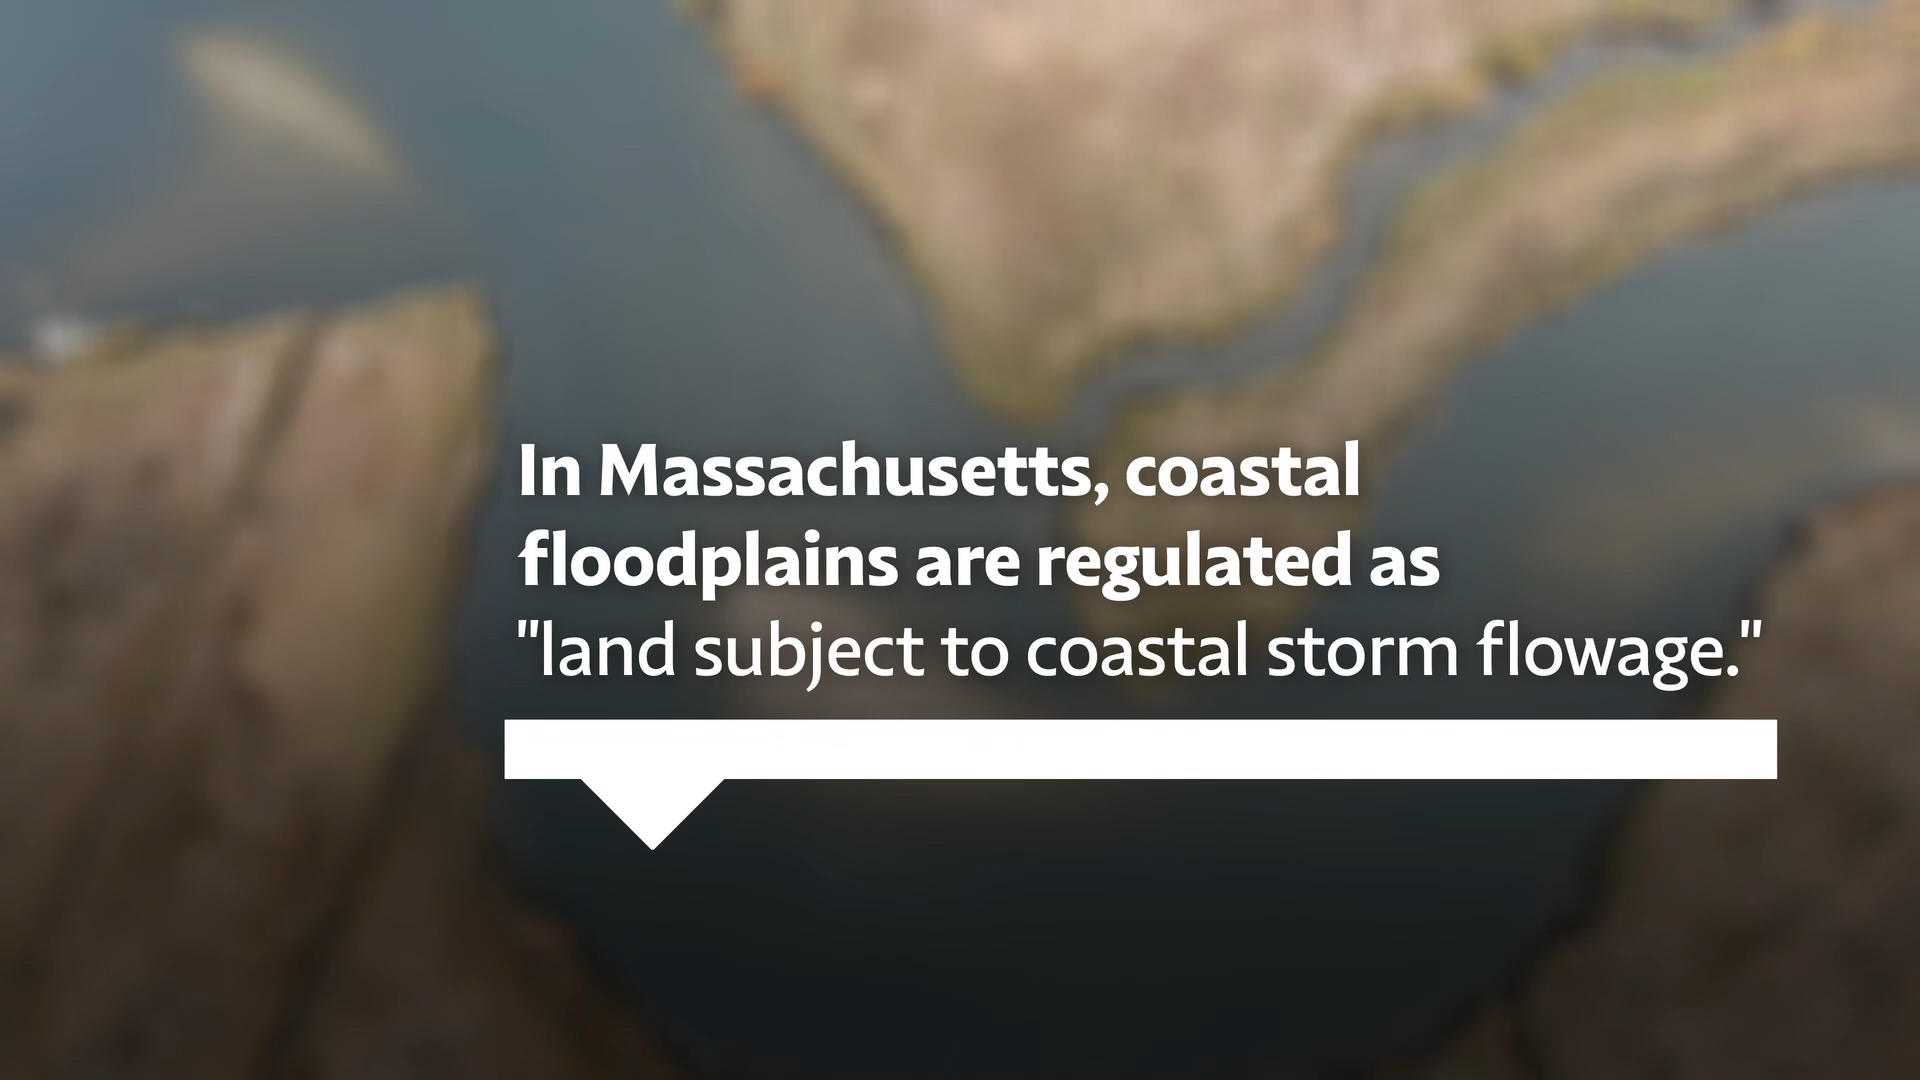 In Massachusetts, coastal
floodplains are regulated as
"land subject to coastal storm flowage."